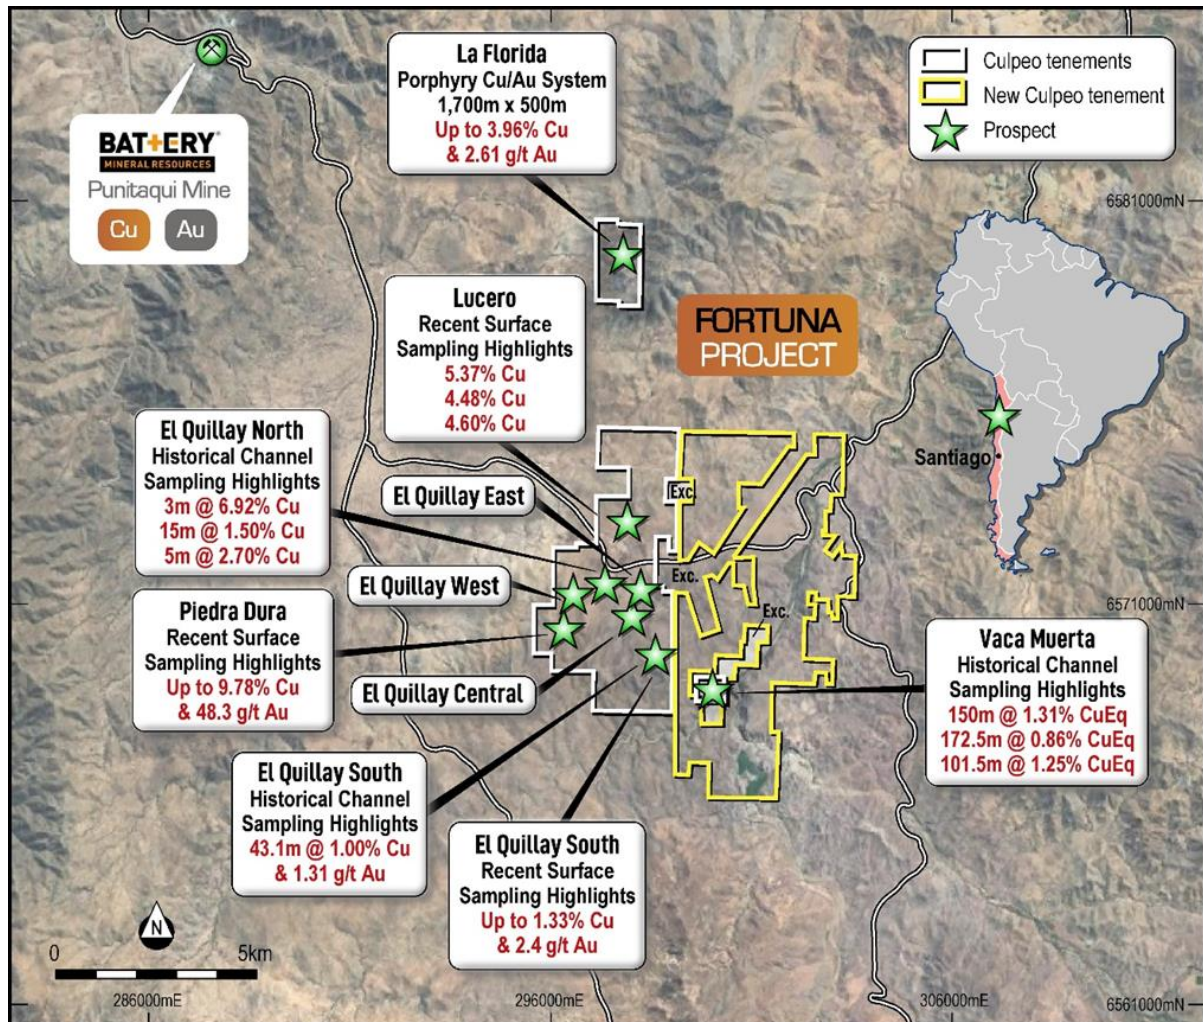 La Florida
Porphyry Cu/Au System
1,700m x 500m
Up to 3.96% Cu
& 2.61 g/t Au
Culpeo tenements
New Culpeo tenement
Prospect
BATTERY
MINERAL RESOURCES
Punitaqui Mine
Cu Au
6581000mN
Lucero
Recent Surface
Sampling Highlights
5.37% Cu
4.48% Cu
4.60% Cu
FORTUNA
PROJECT
Santiago
El Quillay North
Historical Channel
Sampling Highlights
3m @ 6.92% Cu
15m @ 1.50% Cu
5m @ 2.70% Cu
El Quillay East
Exc.
El Quillay West
Exc.
Exc.
6571000mN
Piedra Dura
Recent Surface
Sampling Highlights
Up to 9.78% Cu
& 48.3 g/t Au
El Quillay Central
Vaca Muerta
Historical Channel
Sampling Highlights
150m @ 1.31% CuEq
172.5m @ 0.86% CuEq
101.5m @ 1.25% CuEq
El Quillay South
Historical Channel
Sampling Highlights
43.1m @ 1.00% Cu
& 1.31 g/t Au
El Quillay South
Recent Surface
Sampling Highlights
Up to 1.33% Cu
& 2.4 g/t Au
N
0 5km
286000mE
296000mE
306000mE
6561000mN